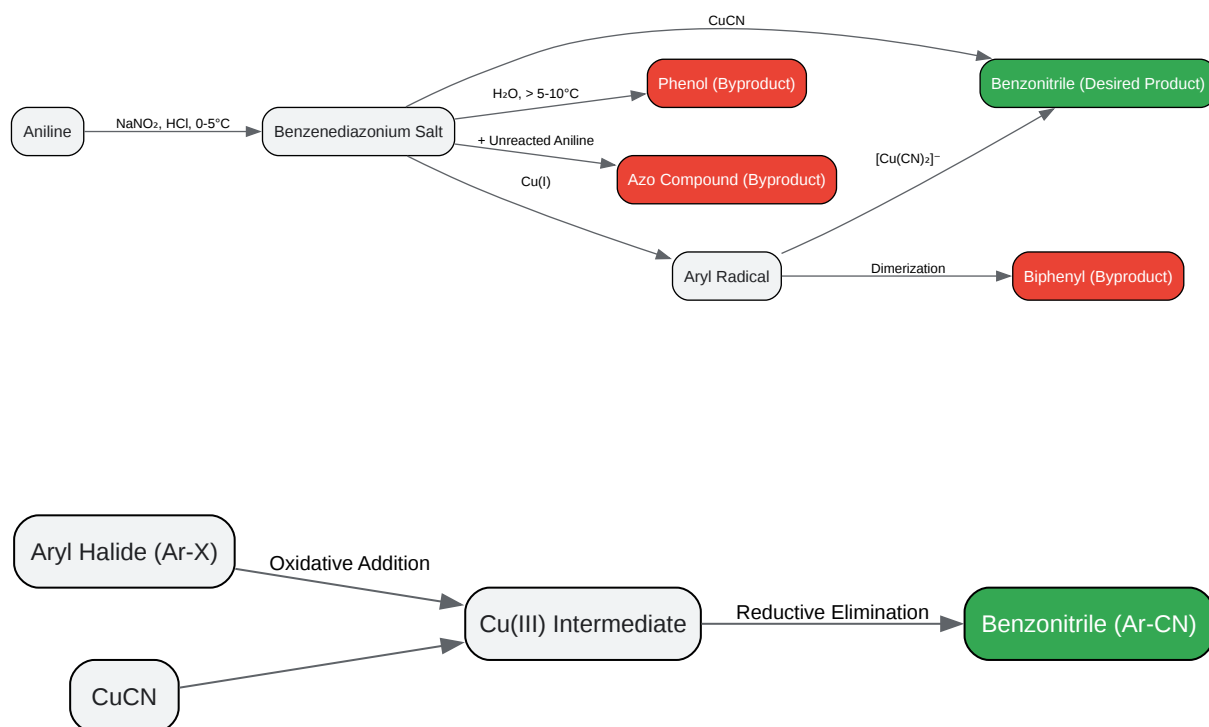 CuCN
Phenol (Byproduct)
Benzonitrile (Desired Product)
H₂O, > 5-10°C
Aniline
NaNO₂, HCl, 0-5°C
Benzenediazonium Salt
+ Unreacted Aniline
Azo Compound (Byproduct)
[Cu(CN)₂]⁻
Cu(I)
Aryl Radical
Dimerization
Biphenyl (Byproduct)
Aryl Halide (Ar-X)
Oxidative Addition
Cu(III) Intermediate
Reductive Elimination
Benzonitrile (Ar-CN)
CuCN